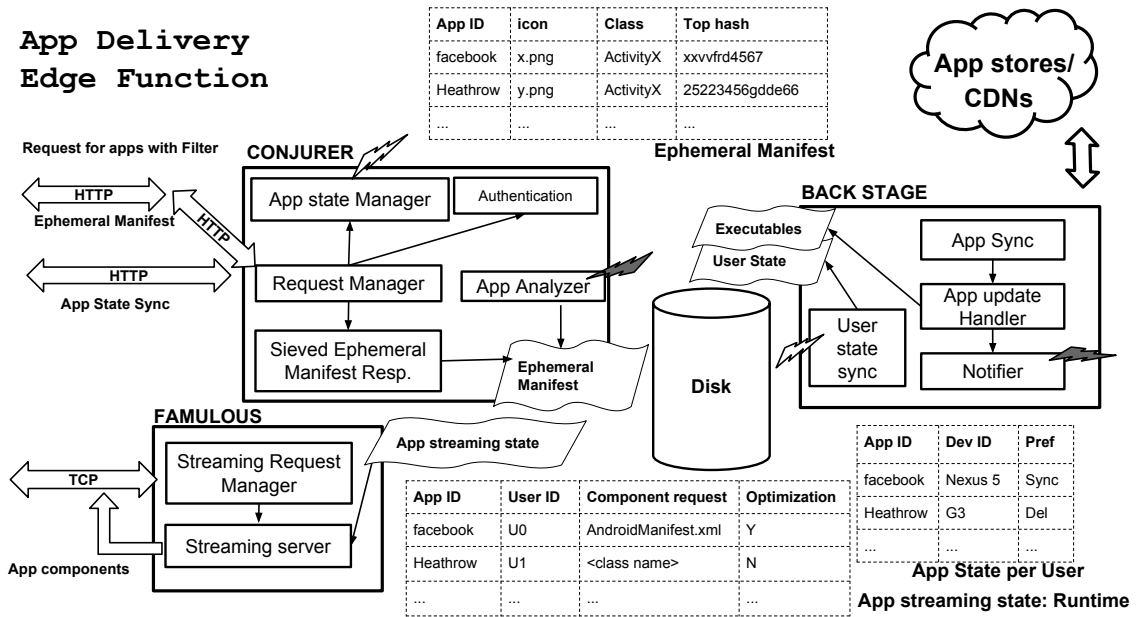 App Delivery
Edge Function
App ID icon Class Top hash
facebook x.png ActivityX xxvvfrd4567
Heathrow y.png ActivityX 25223456gdde66
... ... ... ...
Ephemeral Manifest
App stores/
CDNs
Request for apps with Filter
HTTP
Ephemeral Manifest
HTTP
HTTP
App State Sync
CONJURER
App state Manager
Authentication
Request Manager
App Analyzer
Sieved Ephemeral
Manifest Resp.
Ephemeral
Manifest
BACK STAGE
Executables
User State
App Sync
App update
Handler
User
state
sync
Notifier
Disk
FAMULOUS
Streaming Request
Manager
Streaming server
TCP
App components
App streaming state
App ID User ID Component request Optimization
facebook U0 AndroidManifest.xml Y
Heathrow U1 <class name> N
... ... ... ...
App ID Dev ID Pref
facebook Nexus 5 Sync
Heathrow G3 Del
... ... ...
App State per User
App streaming state: Runtime